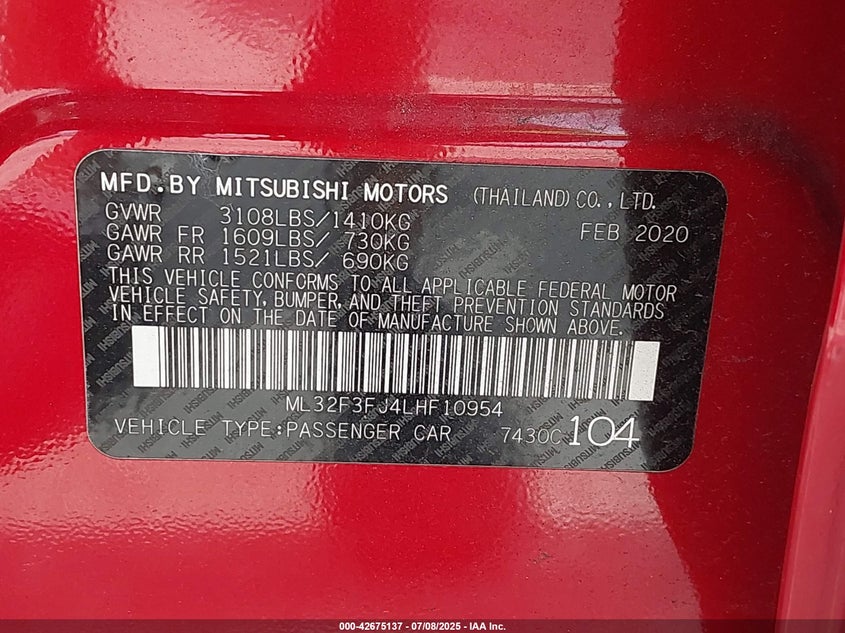 MFD.BY MITSUBISHI MOTORS (THAILAND)CO.,LTD.
GVWR 3108LBS/1410KG FEB 2020
GAWR FR 1609LBS/ 730KG
GAWR RR 1521LBS/ 690KG
THIS VEHICLE CONFORMS TO ALL APPLICABLE FEDERAL MOTOR
VEHICLE SAFETY, BUMPER, AND THEFT PREVENTION STANDARDS
IN EFFECT ON THE DATE OF MANUFACTURE SHOWN ABOVE.
ML32F3FJ4LHF10954
VEHICLE TYPE:PASSENGER CAR 7430C104
000-42675137 - 07/08/2025 - IAA Inc.